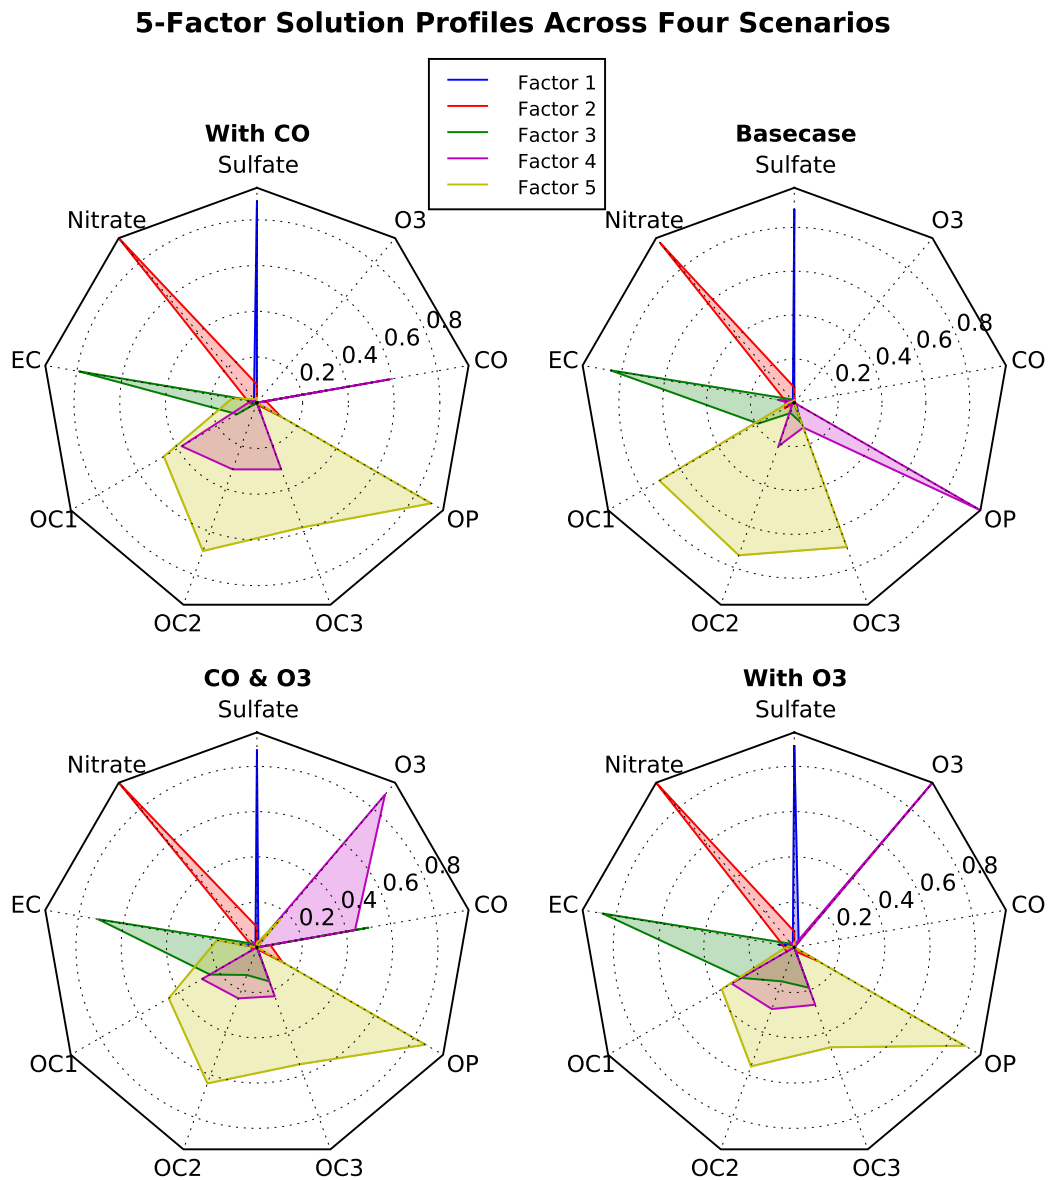 5-Factor Solution Profiles Across Four Scenarios
Factor 1
Factor 2
Factor 3
Factor 4
Factor 5
With CO
Sulfate
Nitrate
O3
EC
CO
0.2
0.4
0.6
0.8
OC1
OP
OC2
OC3
Basecase
Sulfate
Nitrate
O3
EC
CO
0.2
0.4
0.6
0.8
OC1
OP
OC2
OC3
CO & O3
Sulfate
Nitrate
O3
EC
CO
0.2
0.4
0.6
0.8
OC1
OP
OC2
OC3
With O3
Sulfate
Nitrate
O3
EC
CO
0.2
0.4
0.6
0.8
OC1
OP
OC2
OC3